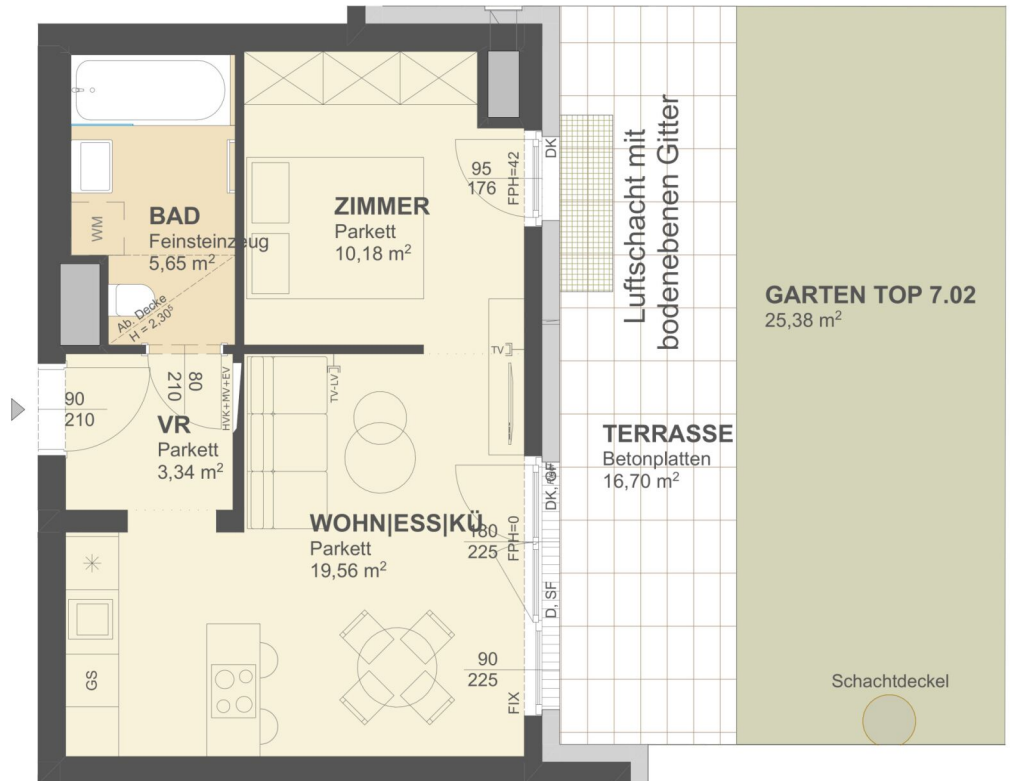 BAD
Feinsteinzeug
5,65 m²
WM
Ab. Decke
H = 2,30⁵
ZIMMER
Parkett
10,18 m²
95
176
FPH=42
DK
Luftschacht mit
bodenebenen Gitter
GARTEN TOP 7.02
25,38 m²
TERRASSE
Betonplatten
16,70 m²
90
210
80
210
HVK+MV+EV
VR
Parkett
3,34 m²
TV-LV
TV
WOHN|ESS|KÜ
Parkett
19,56 m²
180
225
FPH=0
DK, GF
D, SF
90
225
FIX
GS
Schachtdeckel